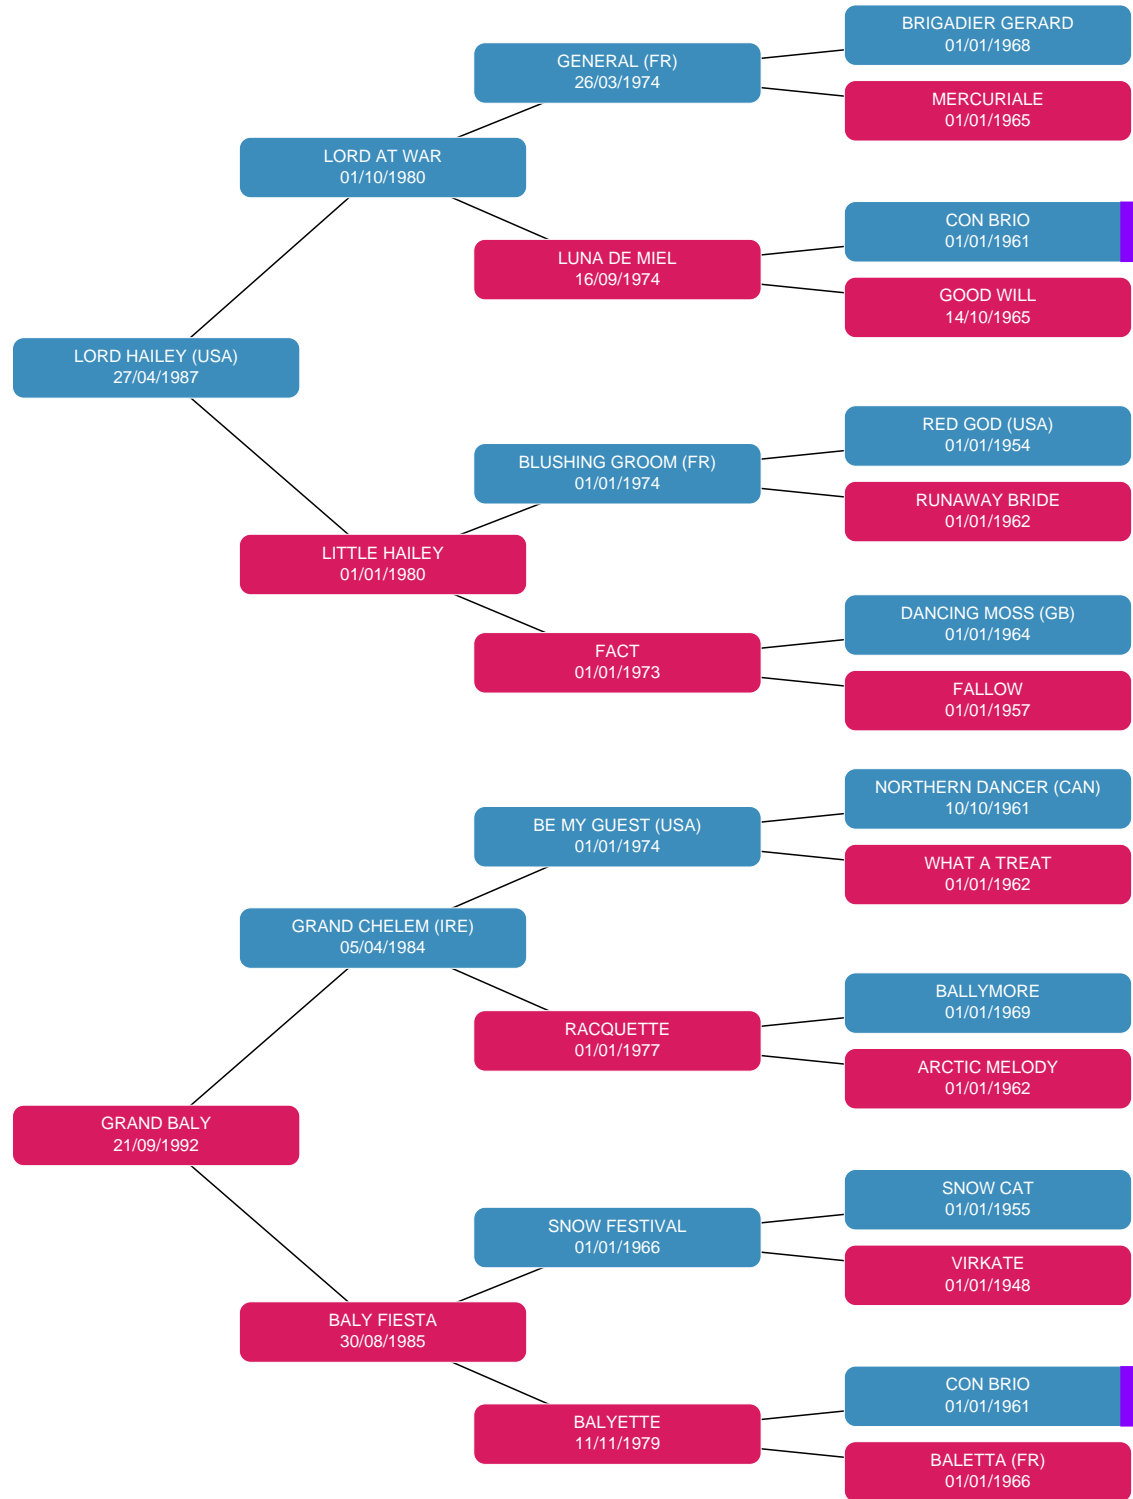 BRIGADIER GERARD
01/01/1968
GENERAL (FR)
26/03/1974
MERCURIALE
01/01/1965
LORD AT WAR
01/10/1980
CON BRIO
01/01/1961
LUNA DE MIEL
16/09/1974
GOOD WILL
14/10/1965
LORD HAILEY (USA)
27/04/1987
RED GOD (USA)
01/01/1954
BLUSHING GROOM (FR)
01/01/1974
RUNAWAY BRIDE
01/01/1962
LITTLE HAILEY
01/01/1980
DANCING MOSS (GB)
01/01/1964
FACT
01/01/1973
FALLOW
01/01/1957
NORTHERN DANCER (CAN)
10/10/1961
BE MY GUEST (USA)
01/01/1974
WHAT A TREAT
01/01/1962
GRAND CHELEM (IRE)
05/04/1984
BALLYMORE
01/01/1969
RACQUETTE
01/01/1977
ARCTIC MELODY
01/01/1962
GRAND BALY
21/09/1992
SNOW CAT
01/01/1955
SNOW FESTIVAL
01/01/1966
VIRKATE
01/01/1948
BALY FIESTA
30/08/1985
CON BRIO
01/01/1961
BALYETTE
11/11/1979
BALETTA (FR)
01/01/1966